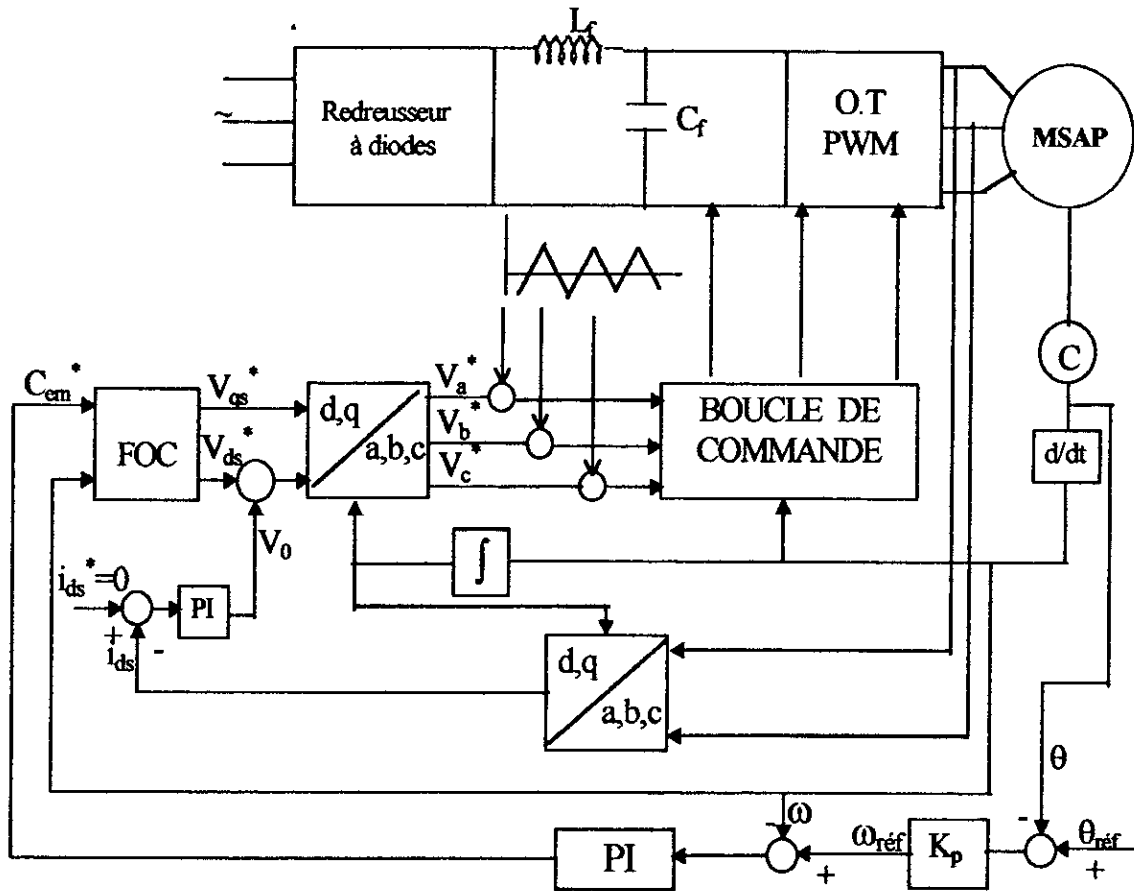 L_f
Redreusseur
à diodes
~
C_f
O.T
PWM
MSAP
C
d/dt
C_em*
FOC
V_qs*
V_ds*
V_0
d,q
a,b,c
V_a*
V_b*
V_c*
BOUCLE DE
COMMANDE
∫
i_ds*=0
+
-
i_ds
PI
d,q
a,b,c
θ
-
θ_réf
+
K_p
ω_réf
+
-
ω
PI